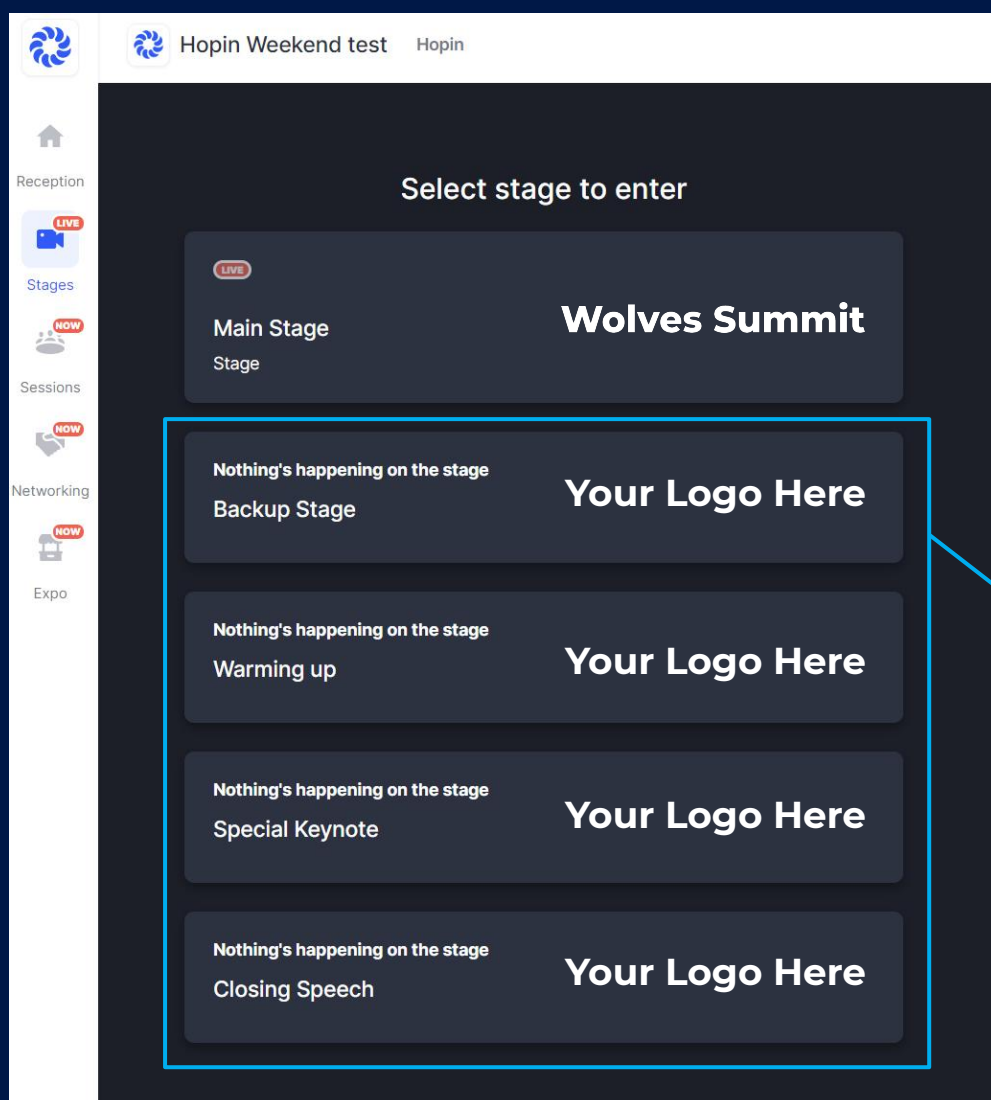 Hopin Weekend test Hopin
Reception
LIVE
Stages
NOW
Sessions
NOW
Networking
NOW
Expo
Select stage to enter
LIVE
Main Stage
Stage
Wolves Summit
Nothing's happening on the stage
Backup Stage
Your Logo Here
Nothing's happening on the stage
Warming up
Your Logo Here
Nothing's happening on the stage
Special Keynote
Your Logo Here
Nothing's happening on the stage
Closing Speech
Your Logo Here